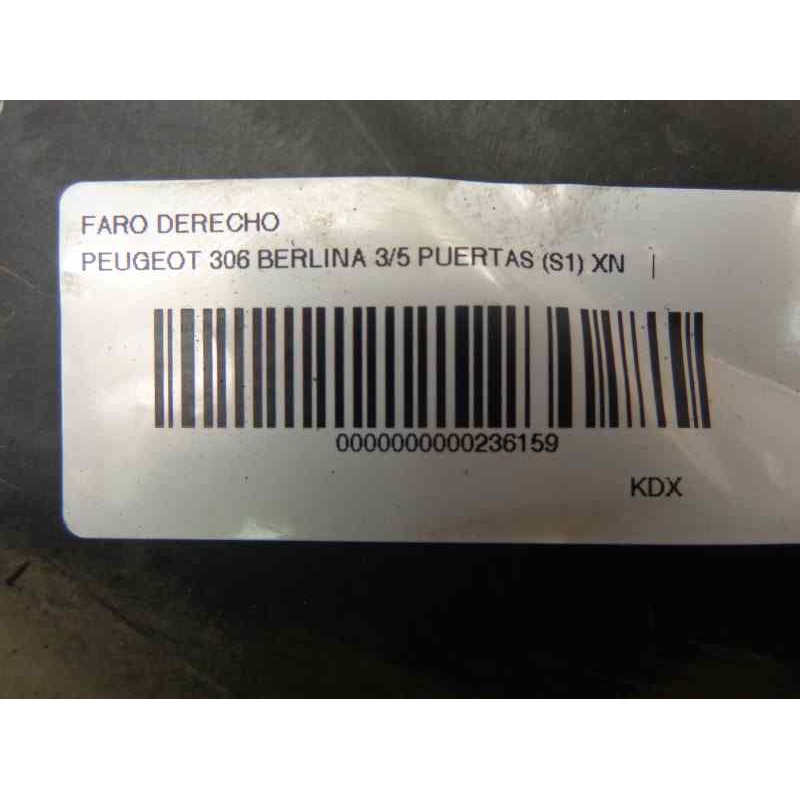 FARO DERECHO
PEUGEOT 306 BERLINA 3/5 PUERTAS (S1) XN |
0000000000236159
KDX